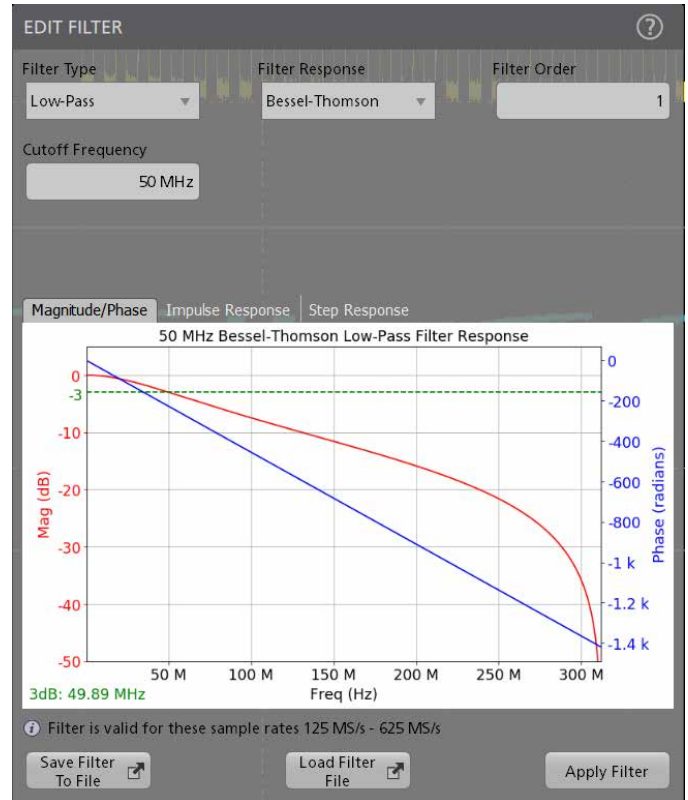 EDIT FILTER ?
Filter Type Filter Response Filter Order
Low-Pass Bessel-Thomson 1
Cutoff Frequency
50 MHz
Magnitude/Phase Impulse Response Step Response
50 MHz Bessel-Thomson Low-Pass Filter Response
0
-3
-10
-20
-30
-40
-50
Mag (dB)
0
-200
-400
-600
-800
-1 k
-1.2 k
-1.4 k
Phase (radians)
50 M 100 M 150 M 200 M 250 M 300 M
3dB: 49.89 MHz Freq (Hz)
i Filter is valid for these sample rates 125 MS/s - 625 MS/s
Save Filter
To File
Load Filter
File
Apply Filter